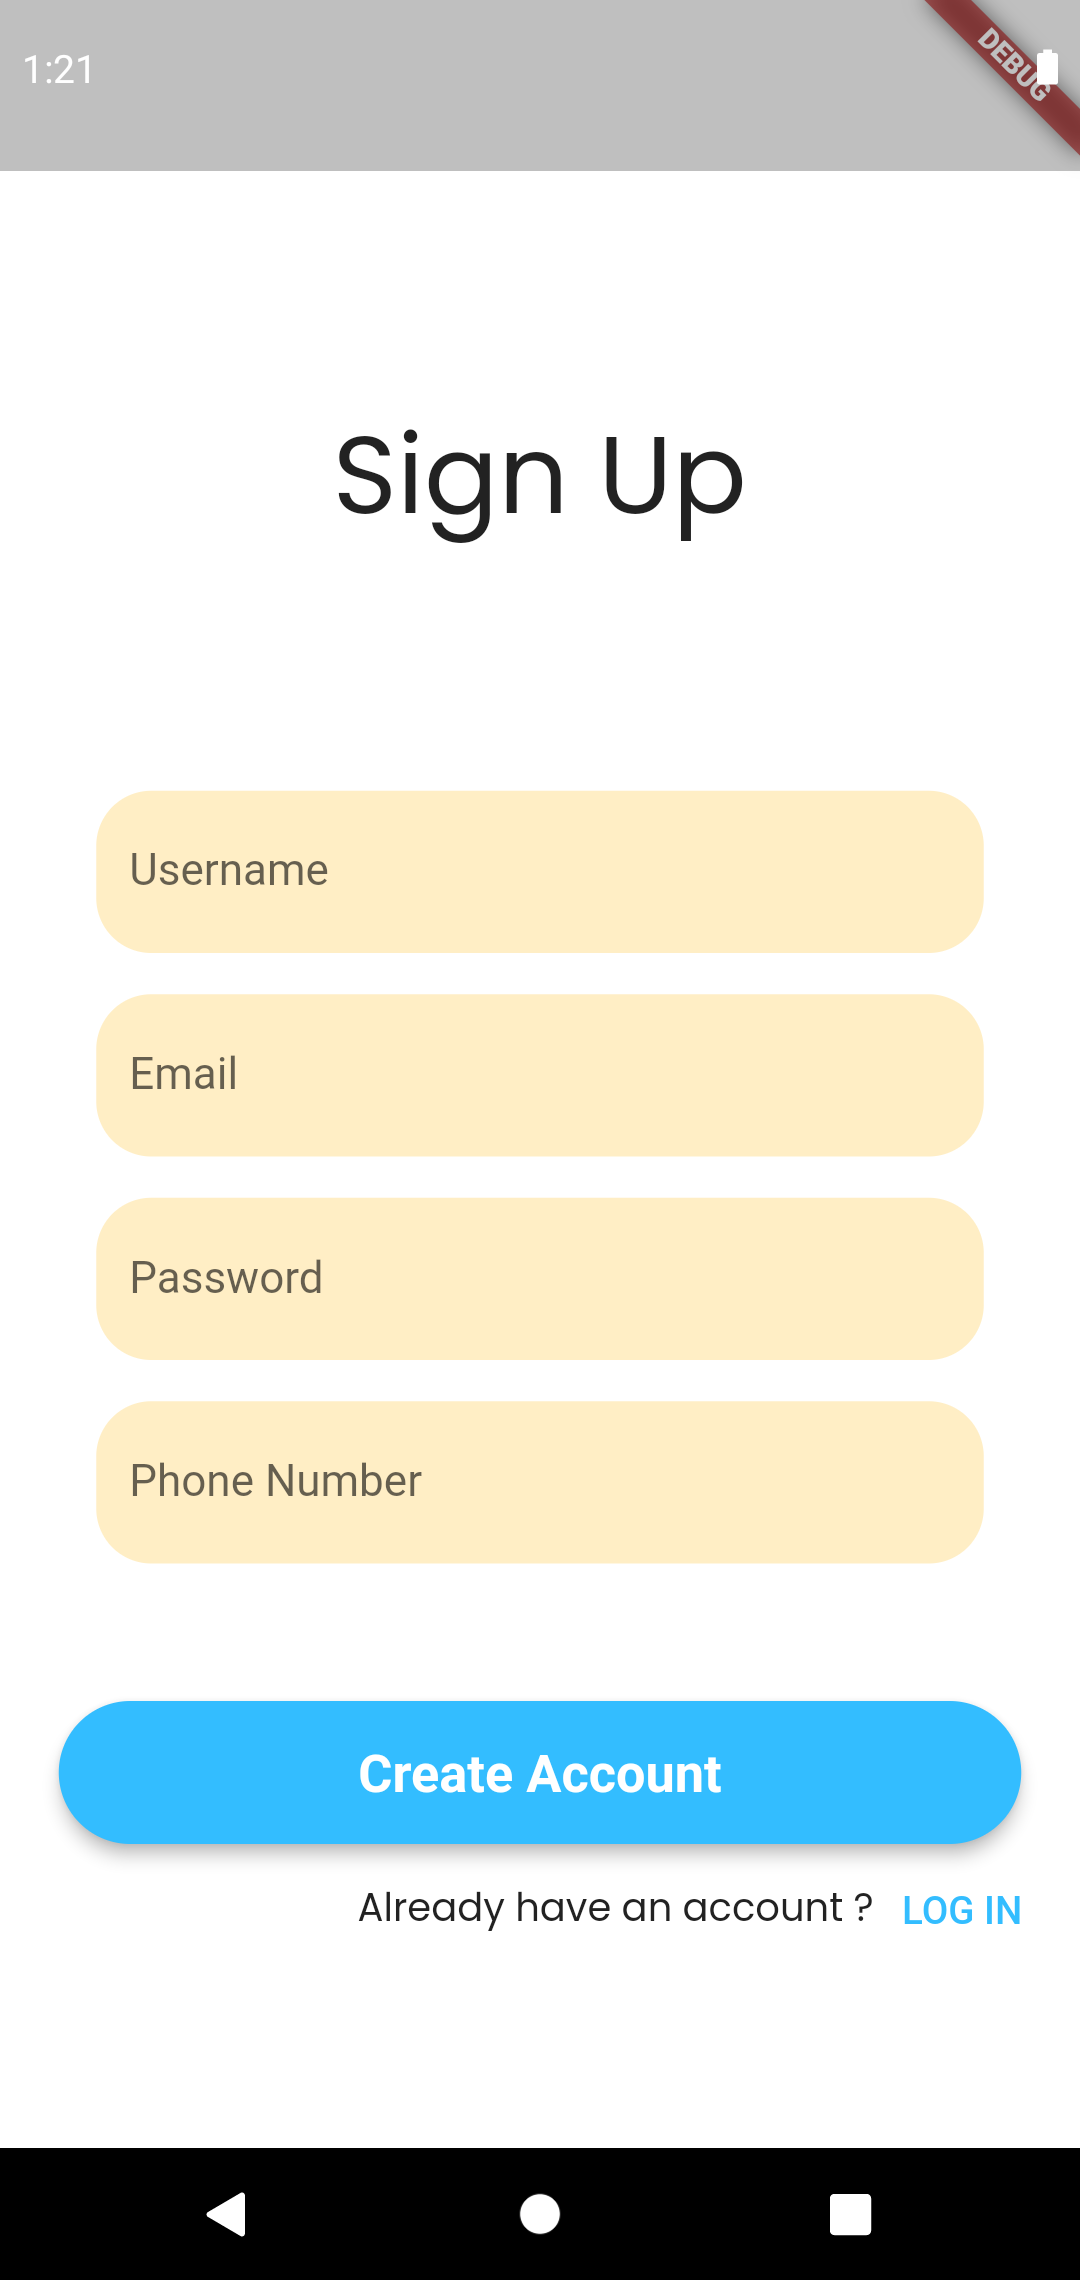 1:21
DEBUG
Sign Up
Username
Email
Password
Phone Number
Create Account
Already have an account ? LOG IN